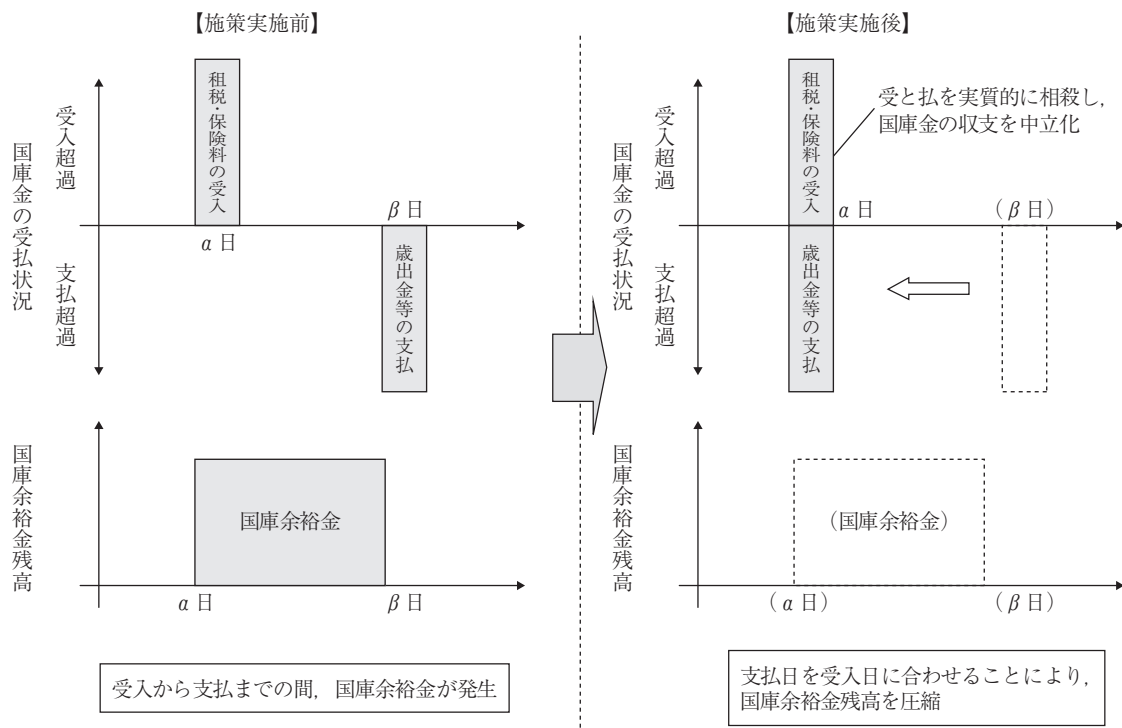 【施策実施前】
国庫金の受払状況
受入超過
支払超過
租税・保険料の受入
α日
β日
歳出金等の支払
国庫余裕金残高
国庫余裕金
α日
β日
受入から支払までの間，国庫余裕金が発生
【施策実施後】
国庫金の受払状況
受入超過
支払超過
租税・保険料の受入
受と払を実質的に相殺し，
国庫金の収支を中立化
α日
（β日）
歳出金等の支払
国庫余裕金残高
（国庫余裕金）
（α日）
（β日）
支払日を受入日に合わせることにより，
国庫余裕金残高を圧縮